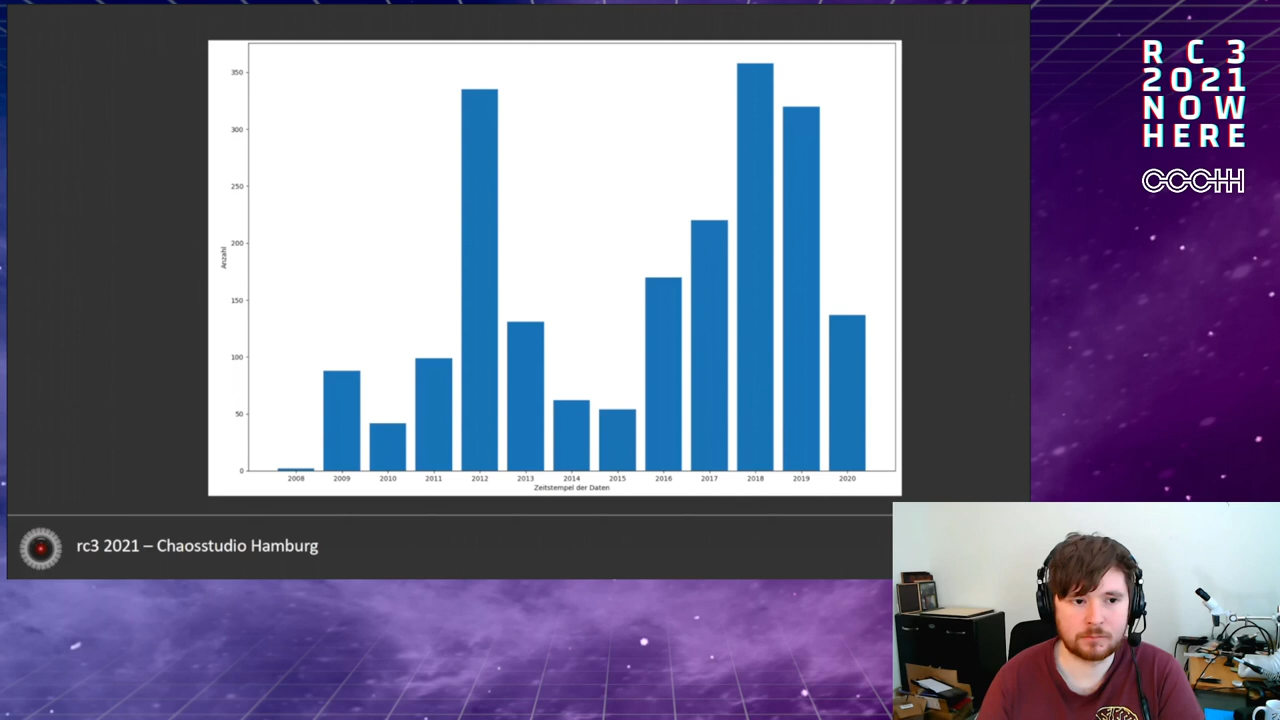 350
300
250
200
150
100
50
0
Anzahl
2008 2009 2010 2011 2012 2013 2014 2015 2016 2017 2018 2019 2020
Zeitstempel der Daten
rc3 2021 – Chaosstudio Hamburg
R C 3
2021
NOW
HERE
CCCHH